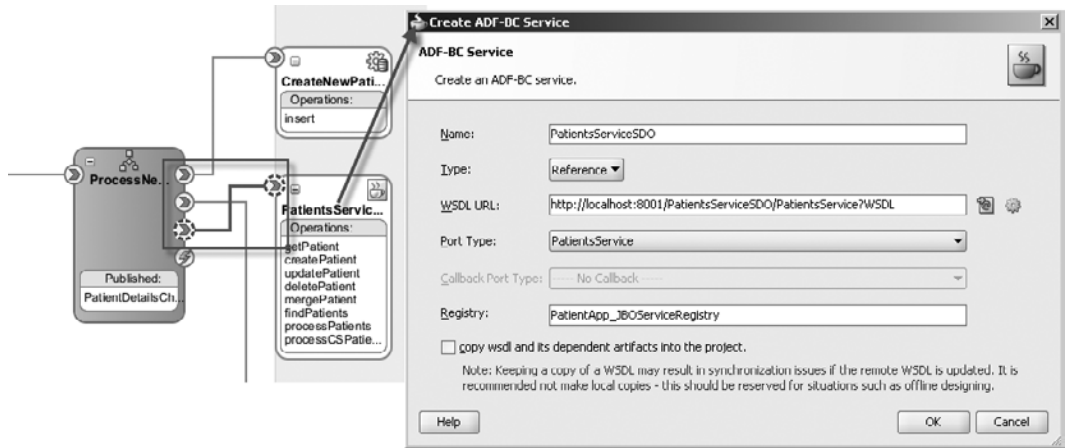 CreateNewPati...
Operations:
insert
ProcessNe...
Published:
PatientDetailsCh...
PatientsServic...
Operations:
getPatient
createPatient
updatePatient
deletePatient
mergePatient
findPatients
processPatients
processCSPatie...
Create ADF-BC Service
ADF-BC Service
Create an ADF-BC service.
Name: PatientsServiceSDO
Type: Reference
WSDL URL: http://localhost:8001/PatientsServiceSDO/PatientsService?WSDL
Port Type: PatientsService
Callback Port Type: ----- No Callback -----
Registry: PatientApp_JBOServiceRegistry
copy wsdl and its dependent artifacts into the project.
Note: Keeping a copy of a WSDL may result in synchronization issues if the remote WSDL is updated. It is
recommended not make local copies - this should be reserved for situations such as offline designing.
Help OK Cancel